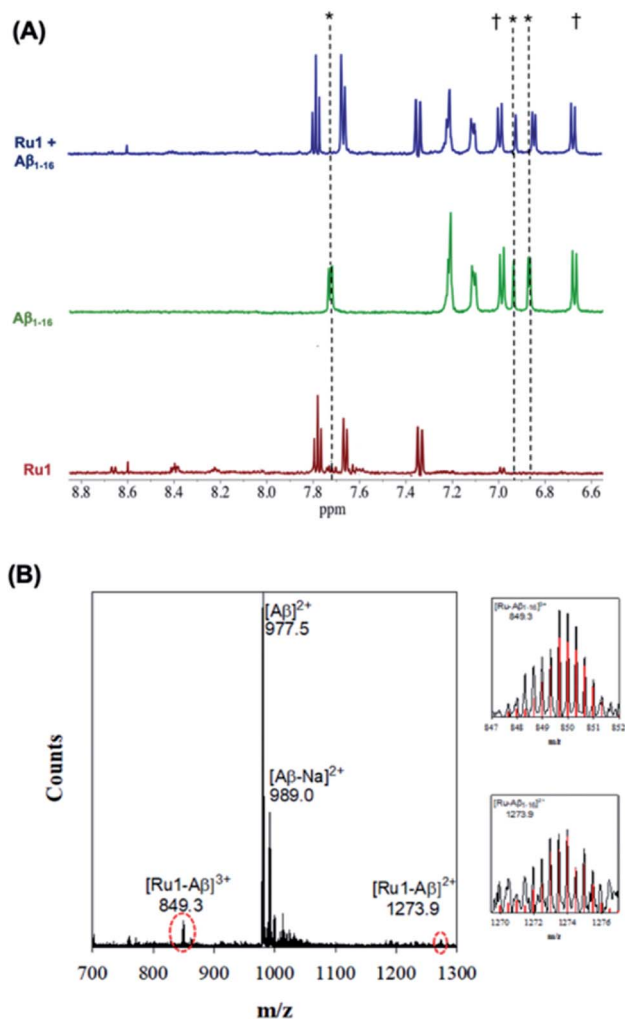 (A)
* † * * †
Ru1 +
Aβ1-16
Aβ1-16
Ru1
8.8 8.6 8.4 8.2 8.0 7.8 7.6 7.4 7.2 7.0 6.8 6.6
ppm
(B)
[Aβ]2+
977.5
[Aβ-Na]2+
989.0
[Ru1-Aβ]3+
849.3
[Ru1-Aβ]2+
1273.9
Counts
700 800 900 1000 1100 1200 1300
m/z
[Ru-Aβ1-16]3+
849.3
847 848 849 850 851 852
m/z
[Ru-Aβ1-16]2+
1273.9
1270 1272 1274 1276
m/z